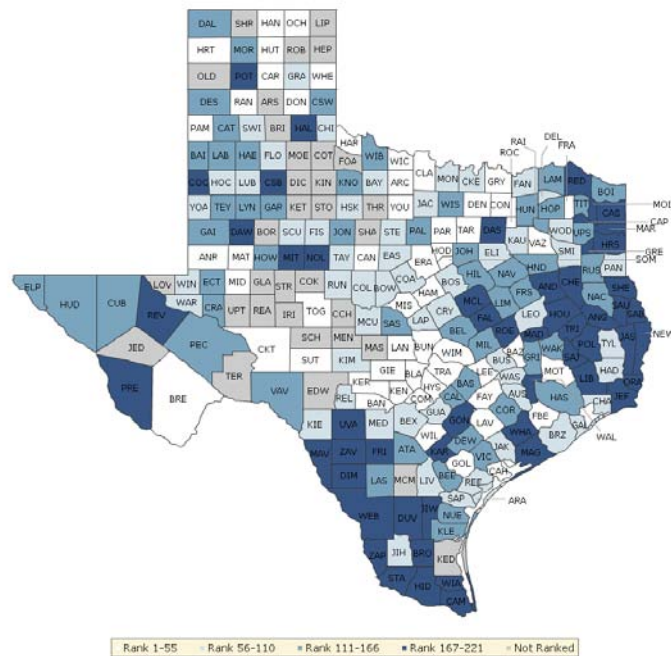 DAL SHR HAN OCH LIP
HRT MOR HUT ROB HEP
OLD POT CAR GRA WHE
DES RAN ARS DON CSW
PAM CAT SWI BRI HAL CHI
HAR
BAI LAB HAE FLO MOE COT FOA WIB WIC CLA
RAI DEL
ROC FRA
COC HOC LUB CSB DIC KIN KNO BAY ARC MON CKE GRY FAN LAM RED BOI
YOA TEY LYN GAR KET STO HSK THR YOU JAC WIS DEN CON HUN HOP TIT CAS MOL
GAI DAW BOR SCU FIS JON SHA STE PAL PAR TAR DAS KAU VAZ WOD UPS HRS MAR CAP
ANR MAT HOW MIT NOL TAY CAN EAS ERA HOD JOH ELI SMI PAN GRE SOM
ELP HUD CUB LOV WIN ECT MID GLA STR COK RUN COL BOW COA HAM BOS HIL NAV HND RUS
REV WAR CRA UPT REA IRI TOG CCH MCU SAS MIS LAP CRY MCL LIM FRS AND CHE NAC SHE SAU NEW
JED PEC CKT SCH MEN MAS LAN BUN BEL FAL ROE LEO HOU ANG SAB JAS
PRE BRE TER SUT KIM GIE BLA WIM MIL BUS MAD GRI WAK TRI POL TYL HAD
VAV EDW KER KEN HYS TRA LEE BAZ SAJ MOT LIB ORA JEF
REL BAN COM CAL BAS FAY WAS AUS HAS CHA
KIE UVA MED BEX GUA GON LAV COR FBE BRZ GAL WAL
MAV ZAV FRI ATA WIL KAR DEW VIC JAK WHA MAG
DIM LAS MCM LIV BEE GOL REF CAH ARA
WEB DUV JIW SAP NUE KLE
ZAP JIH BRO KED
STA HID WIA CAM
Rank 1-55 Rank 56-110 Rank 111-166 Rank 167-221 Not Ranked